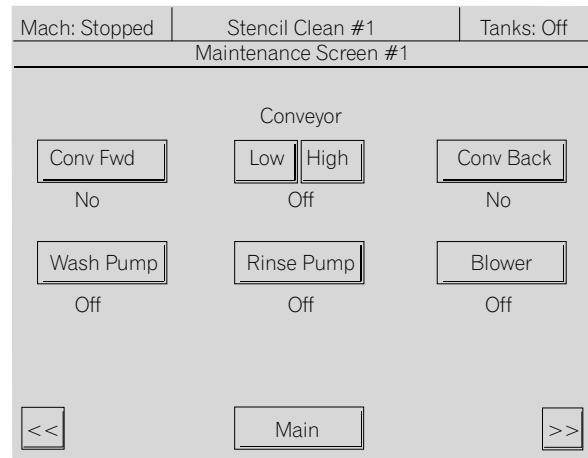 Mach: Stopped Stencil Clean #1 Tanks: Off
Maintenance Screen #1
Conveyor
Conv Fwd Low High Conv Back
No Off No
Wash Pump Rinse Pump Blower
Off Off Off
<< Main >>